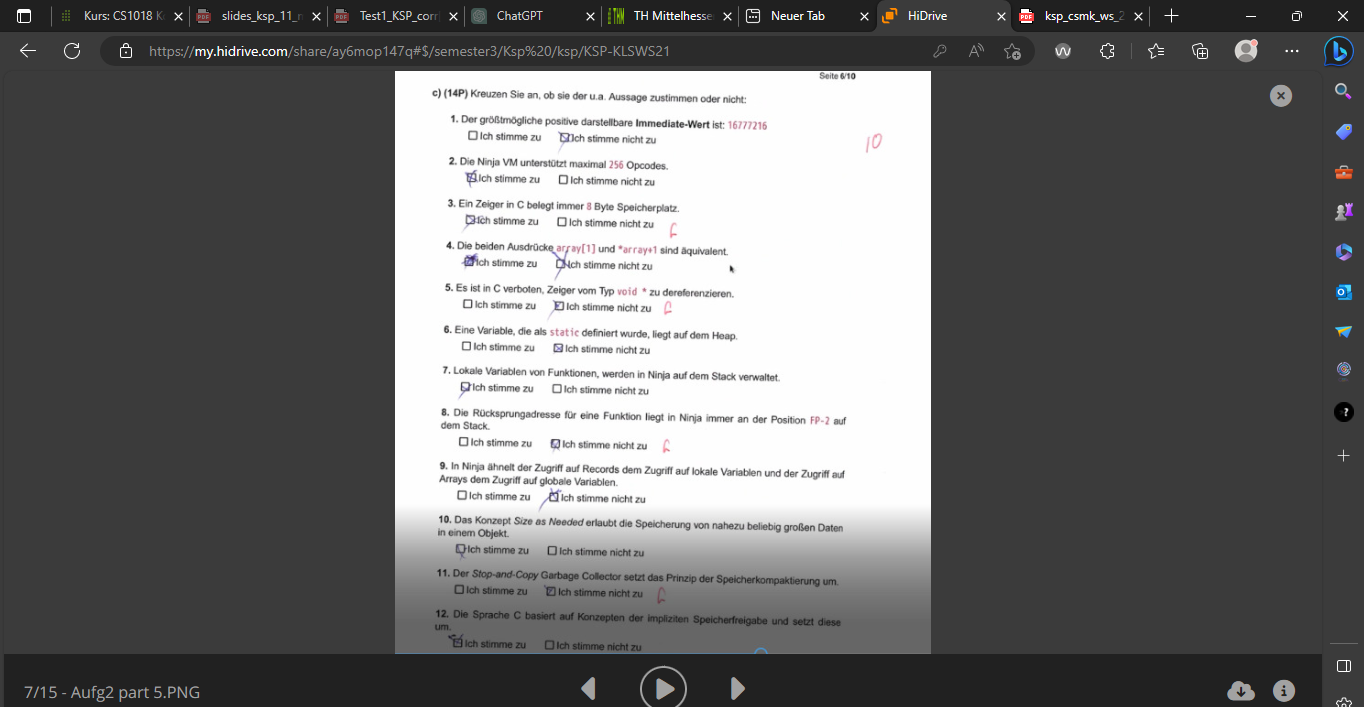 Kurs: CS1018 K
slides_ksp_11_r
Test1_KSP_corr
ChatGPT
TH Mittelhesse
Neuer Tab
HiDrive
ksp_csmk_ws_2
https://my.hidrive.com/share/ay6mop147q#$/semester3/Ksp%20/ksp/KSP-KLSWS21
Seite 6/10
c) (14P) Kreuzen Sie an, ob sie der u.a. Aussage zustimmen oder nicht:
1. Der größtmögliche positive darstellbare Immediate-Wert ist: 16777216
Ich stimme zu Ich stimme nicht zu
10
2. Die Ninja VM unterstützt maximal 256 Opcodes.
Ich stimme zu Ich stimme nicht zu
3. Ein Zeiger in C belegt immer 8 Byte Speicherplatz.
Ich stimme zu Ich stimme nicht zu
4. Die beiden Ausdrücke array[1] und *array+1 sind äquivalent.
Ich stimme zu Ich stimme nicht zu
5. Es ist in C verboten, Zeiger vom Typ void * zu dereferenzieren.
Ich stimme zu Ich stimme nicht zu
6. Eine Variable, die als static definiert wurde, liegt auf dem Heap.
Ich stimme zu Ich stimme nicht zu
7. Lokale Variablen von Funktionen, werden in Ninja auf dem Stack verwaltet.
Ich stimme zu Ich stimme nicht zu
8. Die Rücksprungadresse für eine Funktion liegt in Ninja immer an der Position FP-2 auf
dem Stack.
Ich stimme zu Ich stimme nicht zu
9. In Ninja ähnelt der Zugriff auf Records dem Zugriff auf lokale Variablen und der Zugriff auf
Arrays dem Zugriff auf globale Variablen.
Ich stimme zu Ich stimme nicht zu
10. Das Konzept Size as Needed erlaubt die Speicherung von nahezu beliebig großen Daten
in einem Objekt.
Ich stimme zu Ich stimme nicht zu
11. Der Stop-and-Copy Garbage Collector setzt das Prinzip der Speicherkompaktierung um.
Ich stimme zu Ich stimme nicht zu
12. Die Sprache C basiert auf Konzepten der impliziten Speicherfreigabe und setzt diese
um.
Ich stimme zu Ich stimme nicht zu
7/15 - Aufg2 part 5.PNG